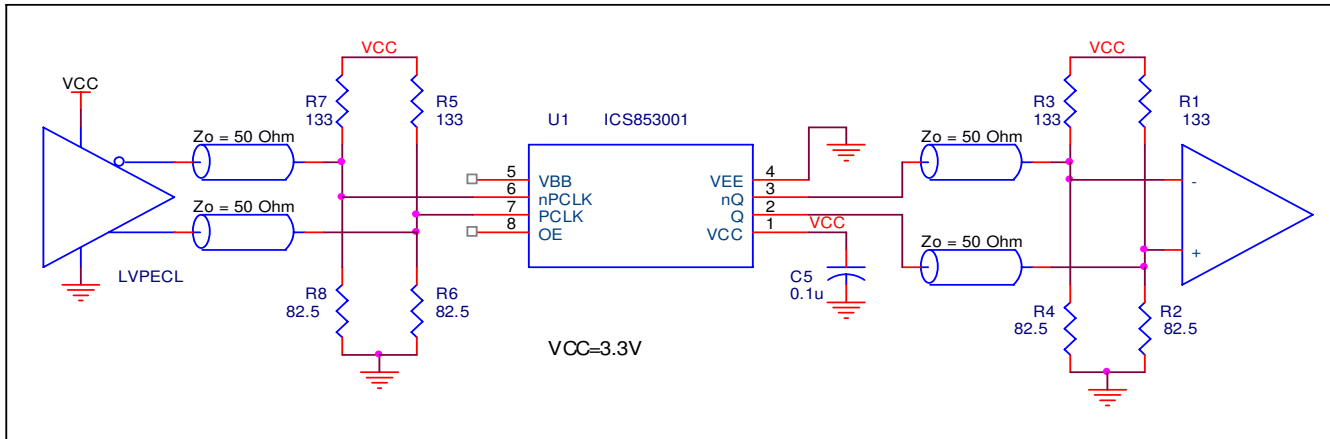 VCC
VCC
VCC
R7
133
R5
133
U1 ICS853001
R3
133
R1
133
Zo = 50 Ohm
Zo = 50 Ohm
5 VBB
6 nPCLK
7 PCLK
8 OE
VEE 4
nQ 3
Q 2
VCC 1
VCC
-
+
Zo = 50 Ohm
Zo = 50 Ohm
LVPECL
C5
0.1u
R8
82.5
R6
82.5
R4
82.5
R2
82.5
VCC=3.3V